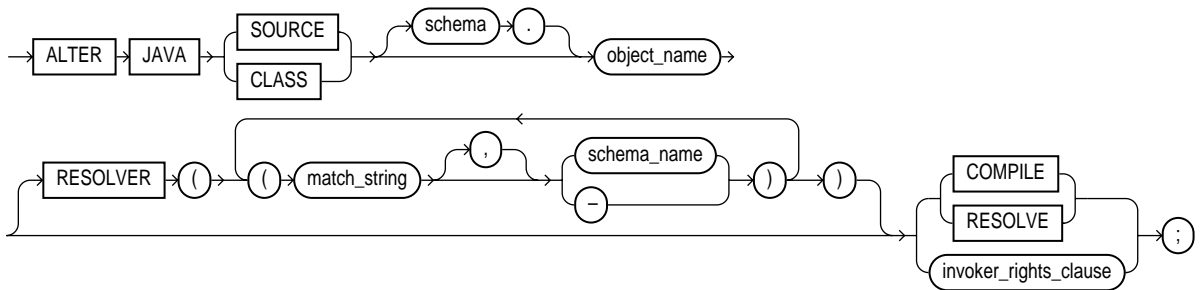 SOURCE schema .
ALTER JAVA object_name
CLASS
, schema_name COMPILE
RESOLVER ( ( match_string ) )
– RESOLVE
;
invoker_rights_clause